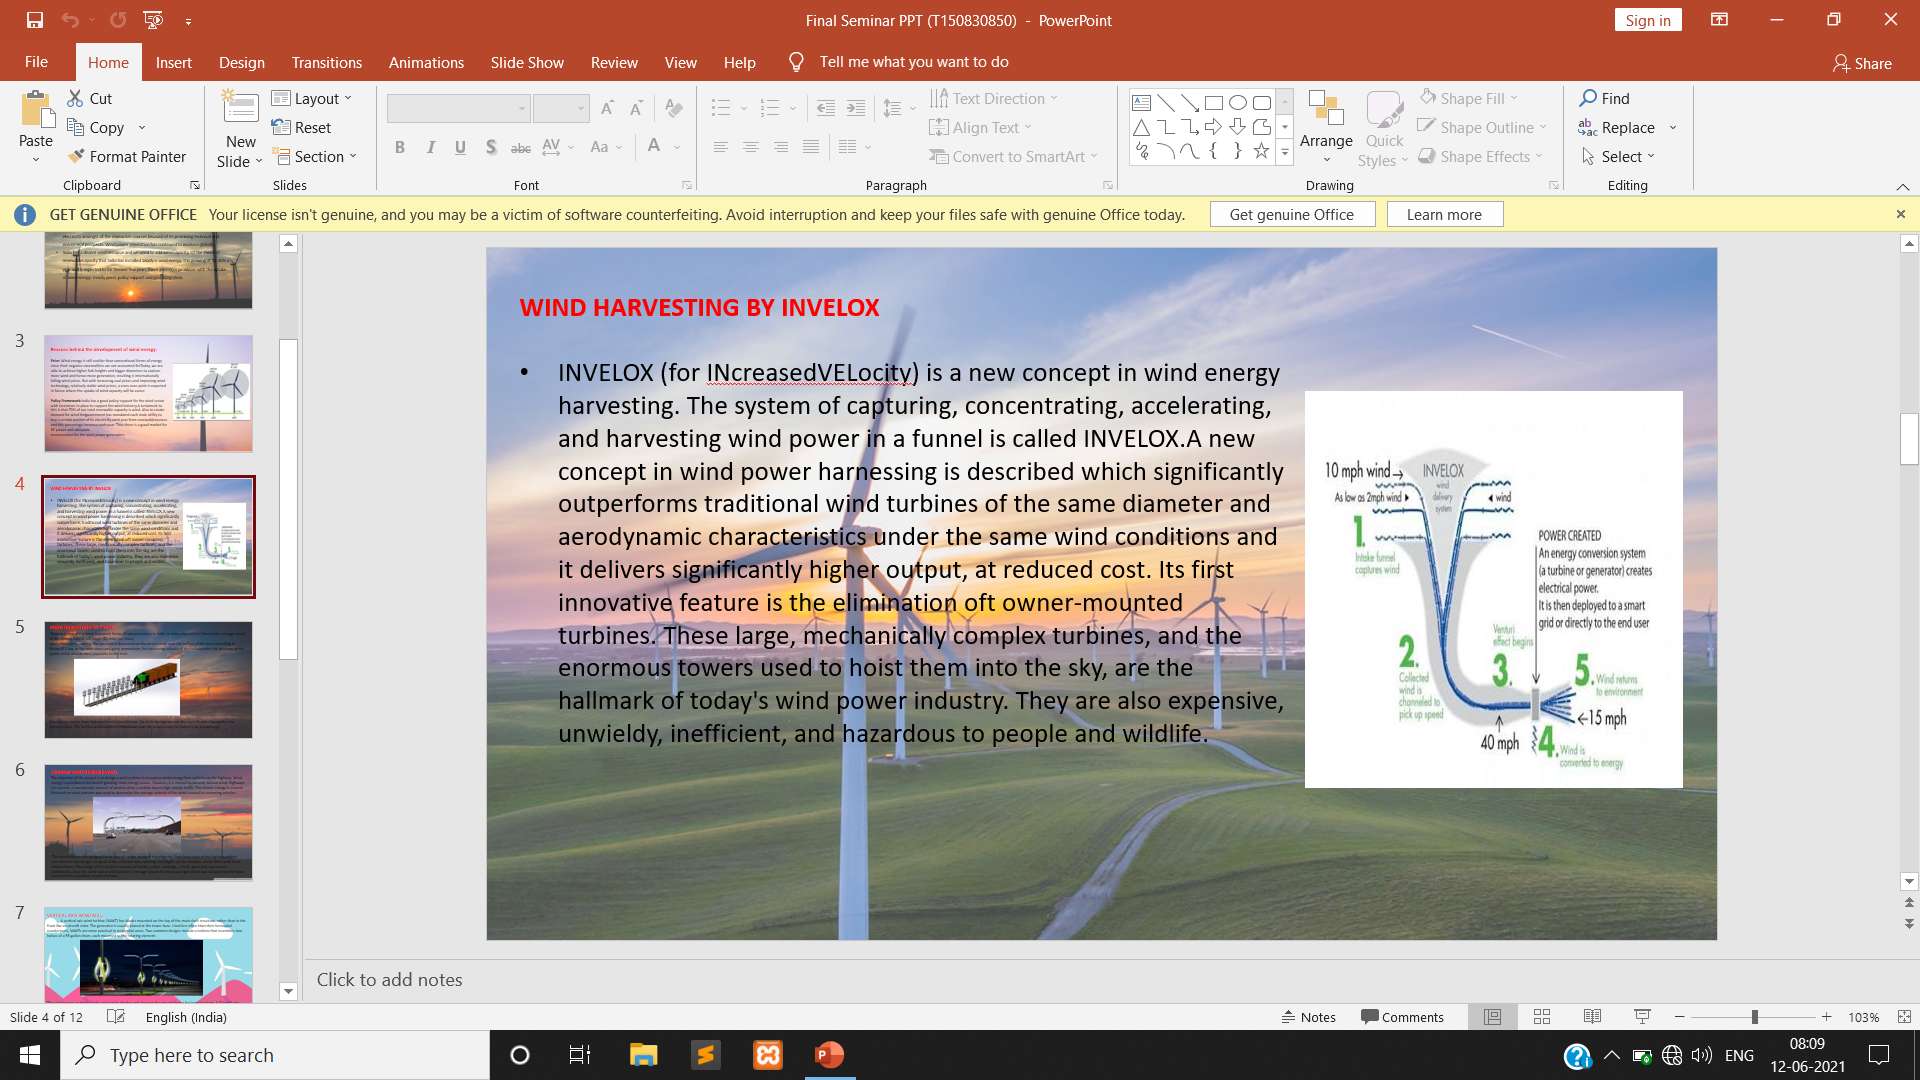 Final Seminar PPT (T150830850) - PowerPoint
Sign in
File Home Insert Design Transitions Animations Slide Show Review View Help Tell me what you want to do Share
Paste
Cut
Copy
Format Painter
Clipboard
New Slide
Layout
Reset
Section
Slides
Font
Text Direction
Align Text
Convert to SmartArt
Paragraph
Arrange
Quick Styles
Shape Fill
Shape Outline
Shape Effects
Drawing
Find
Replace
Select
Editing
GET GENUINE OFFICE Your license isn't genuine, and you may be a victim of software counterfeiting. Avoid interruption and keep your files safe with genuine Office today. Get genuine Office Learn more
3
4
5
6
7
WIND HARVESTING BY INVELOX
• INVELOX (for INcreasedVELocity) is a new concept in wind energy
harvesting. The system of capturing, concentrating, accelerating,
and harvesting wind power in a funnel is called INVELOX.A new
concept in wind power harnessing is described which significantly
outperforms traditional wind turbines of the same diameter and
aerodynamic characteristics under the same wind conditions and
it delivers significantly higher output, at reduced cost. Its first
innovative feature is the elimination oft owner-mounted
turbines. These large, mechanically complex turbines, and the
enormous towers used to hoist them into the sky, are the
hallmark of today's wind power industry. They are also expensive,
unwieldy, inefficient, and hazardous to people and wildlife.
10 mph wind
As low as 2mph wind
INVELOX
wind
delivery
system
wind
1.
Intake funnel
captures wind
POWER CREATED
An energy conversion system
(a turbine or generator) creates
electrical power.
It is then deployed to a smart
grid or directly to the end user
2.
Collected
wind is
channeled to
pick up speed
Venturi
effect begins
3.
5. Wind returns
to environment
15 mph
40 mph
4. Wind is
converted to energy
Click to add notes
Slide 4 of 12 English (India) Notes Comments 103%
Type here to search
ENG
08:09
12-06-2021